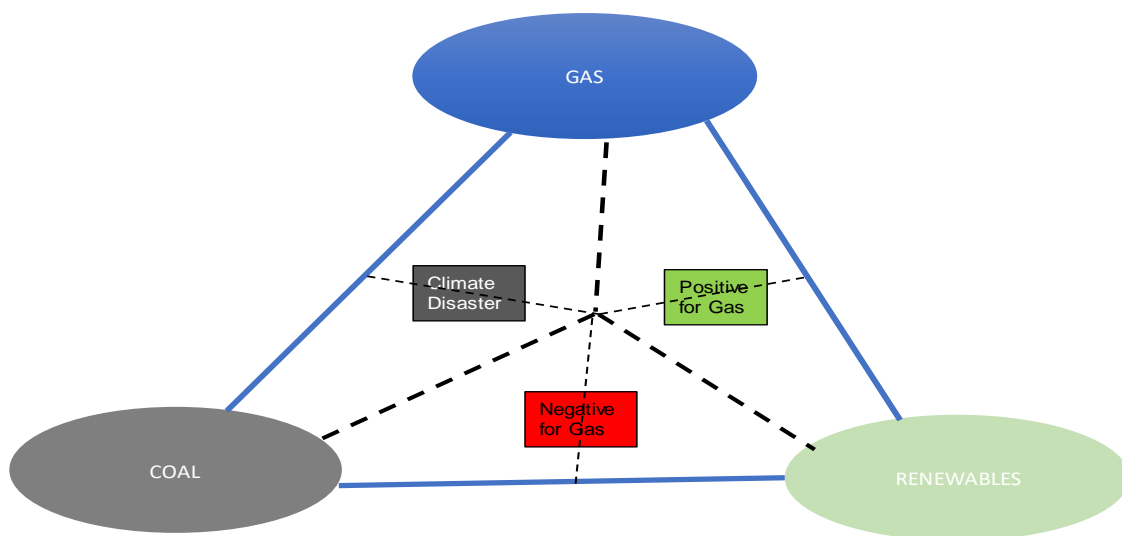 GAS
Climate
Disaster
Positive
for Gas
Negative
for Gas
COAL
RENEWABLES